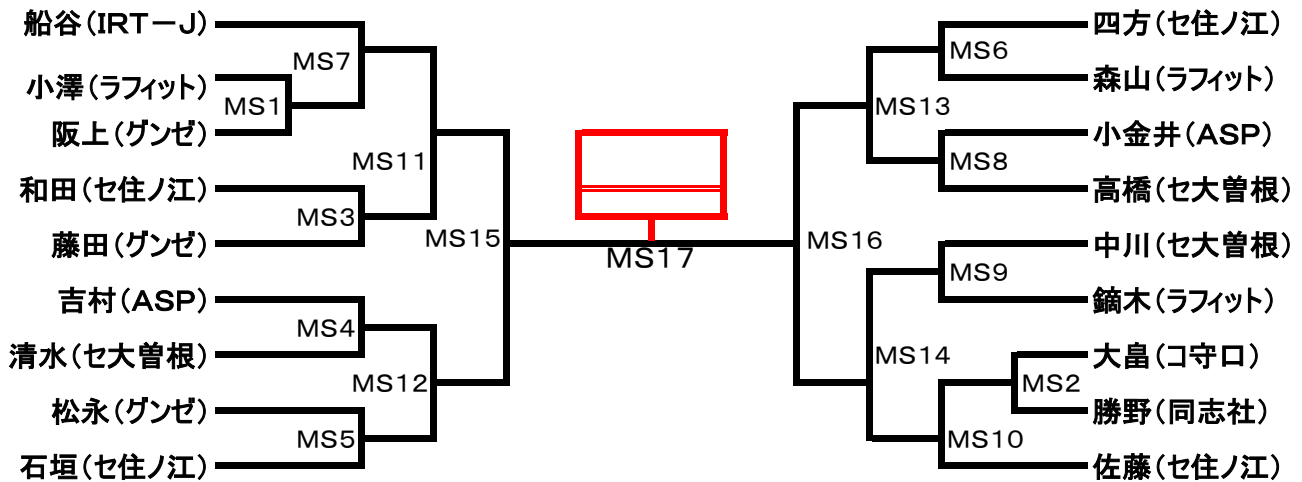 船谷(IRT－J)
小澤(ラフィット)
阪上(グンゼ)
和田(セ住ノ江)
藤田(グンゼ)
吉村(ASP)
清水(セ大曽根)
松永(グンゼ)
石垣(セ住ノ江)
MS7
MS1
MS11
MS3
MS15
MS4
MS12
MS5
MS17
MS6
MS13
MS8
MS16
MS9
MS14
MS2
MS10
四方(セ住ノ江)
森山(ラフィット)
小金井(ASP)
高橋(セ大曽根)
中川(セ大曽根)
鏑木(ラフィット)
大畠(コ守口)
勝野(同志社)
佐藤(セ住ノ江)